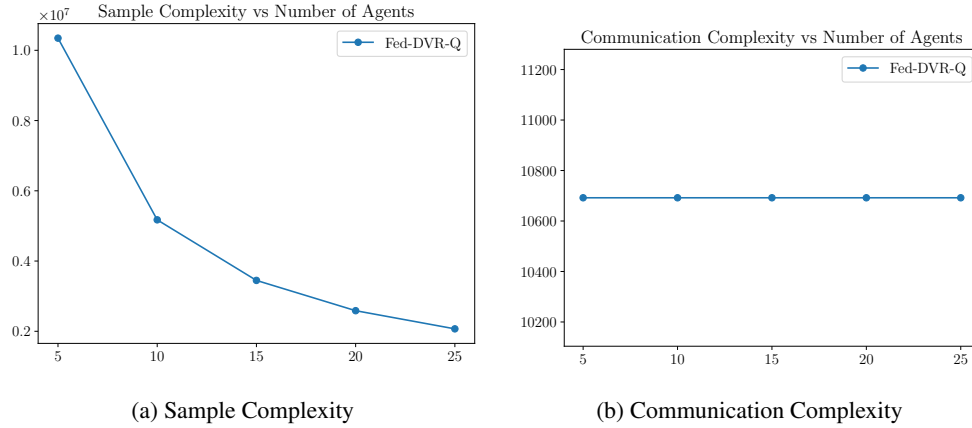 Sample Complexity vs Number of Agents
×10⁷
1.0
0.8
0.6
0.4
0.2
5 10 15 20 25
Fed-DVR-Q
(a) Sample Complexity
Communication Complexity vs Number of Agents
11200
11000
10800
10600
10400
10200
5 10 15 20 25
Fed-DVR-Q
(b) Communication Complexity